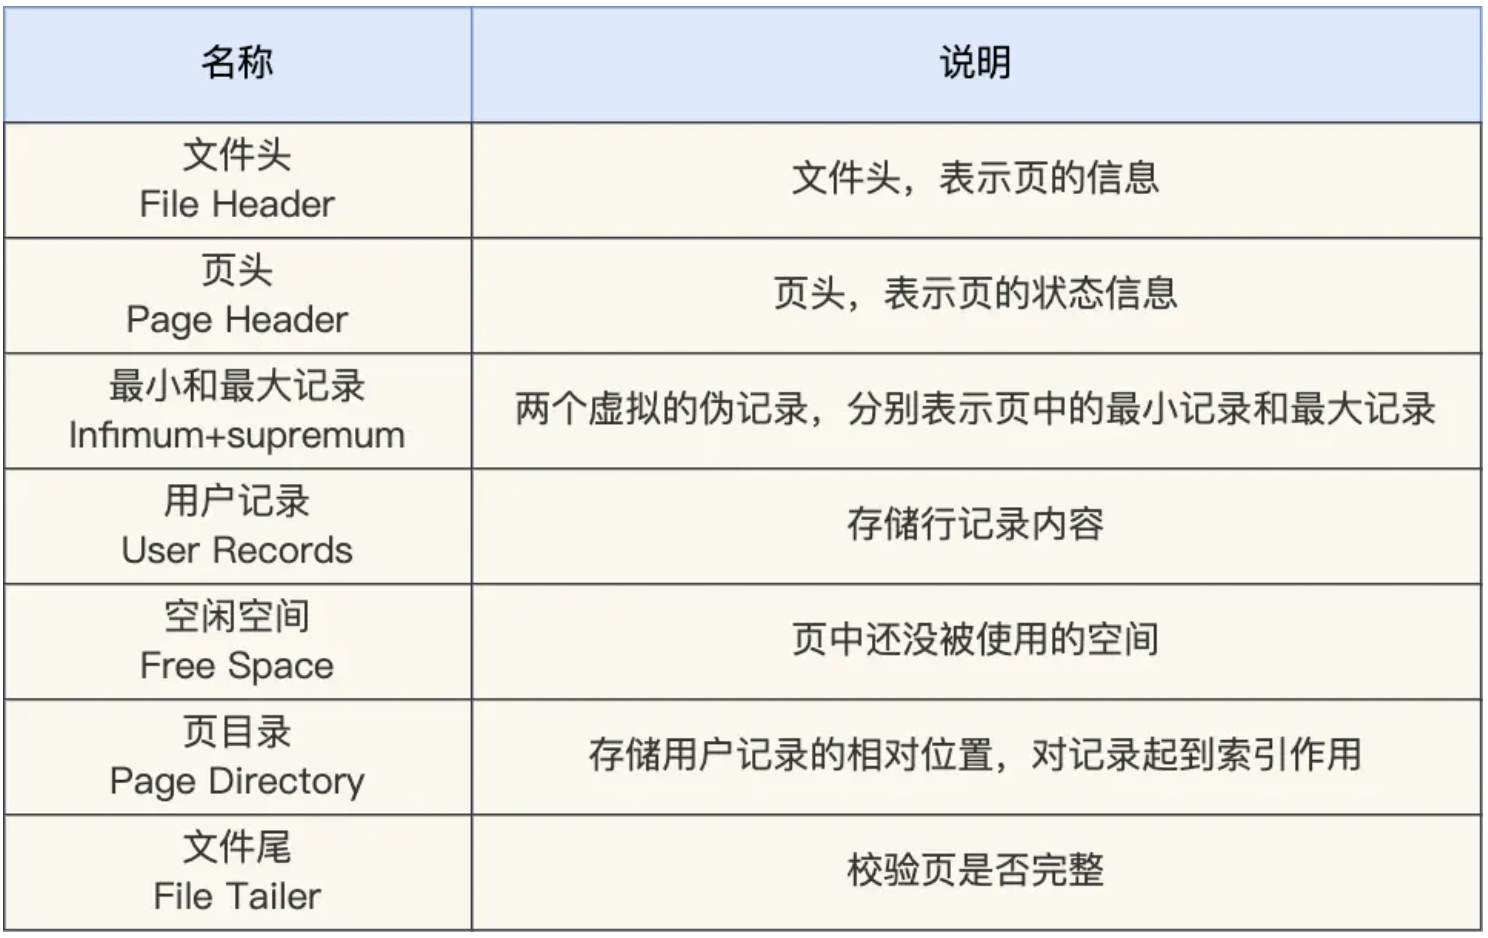 名称
说明
文件头
File Header
文件头，表示页的信息
页头
Page Header
页头，表示页的状态信息
最小和最大记录
Infimum+supremum
两个虚拟的伪记录，分别表示页中的最小记录和最大记录
用户记录
User Records
存储行记录内容
空闲空间
Free Space
页中还没被使用的空间
页目录
Page Directory
存储用户记录的相对位置，对记录起到索引作用
文件尾
File Tailer
校验页是否完整